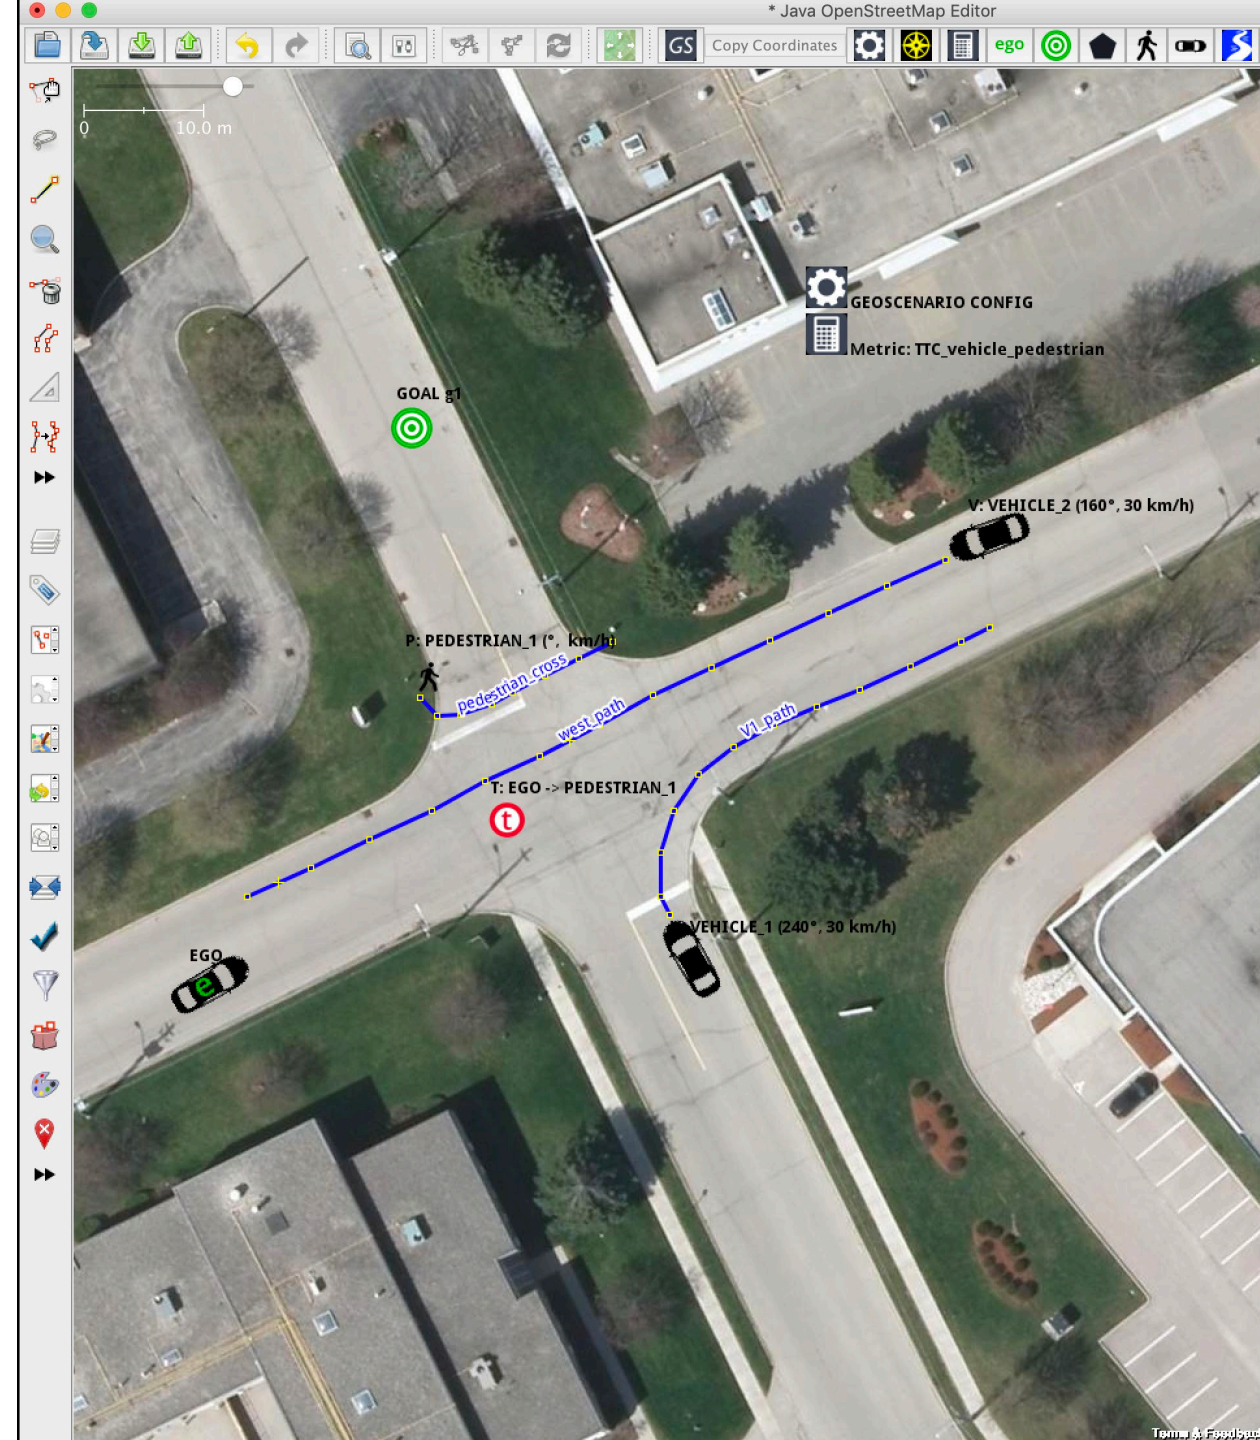 * Java OpenStreetMap Editor
GS
Copy Coordinates
ego
0
10.0 m
GEOSCENARIO CONFIG
Metric: TTC_vehicle_pedestrian
GOAL g1
V: VEHICLE_2 (160°, 30 km/h)
P: PEDESTRIAN_1 (°, km/h)
pedestrian_cross
west_path
V1_path
T: EGO -> PEDESTRIAN_1
t
VEHICLE_1 (240°, 30 km/h)
EGO
e